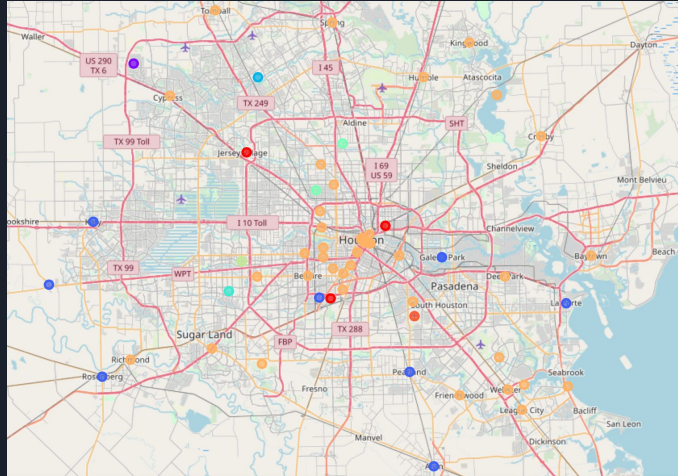 Tomball
Spring
Waller
Kingwood
Dayton
US 290
TX 6
I 45
Humble
Atascocita
Cypress
TX 249
Aldine
SHT
Crosby
TX 99 Toll
Jersey Village
I 69
US 59
Sheldon
Mont Belvieu
ookshire
Katy
I 10 Toll
Channelview
Houston
Galena Park
Baytown
Beach
TX 99
WPT
Bellaire
Deer Park
Pasadena
La Porte
South Houston
TX 288
Sugar Land
FBP
Richmond
Rosenberg
Pearland
Seabrook
Fresno
Friendswood
Webster
League City
Bacliff
San Leon
Manvel
Dickinson
Alvin